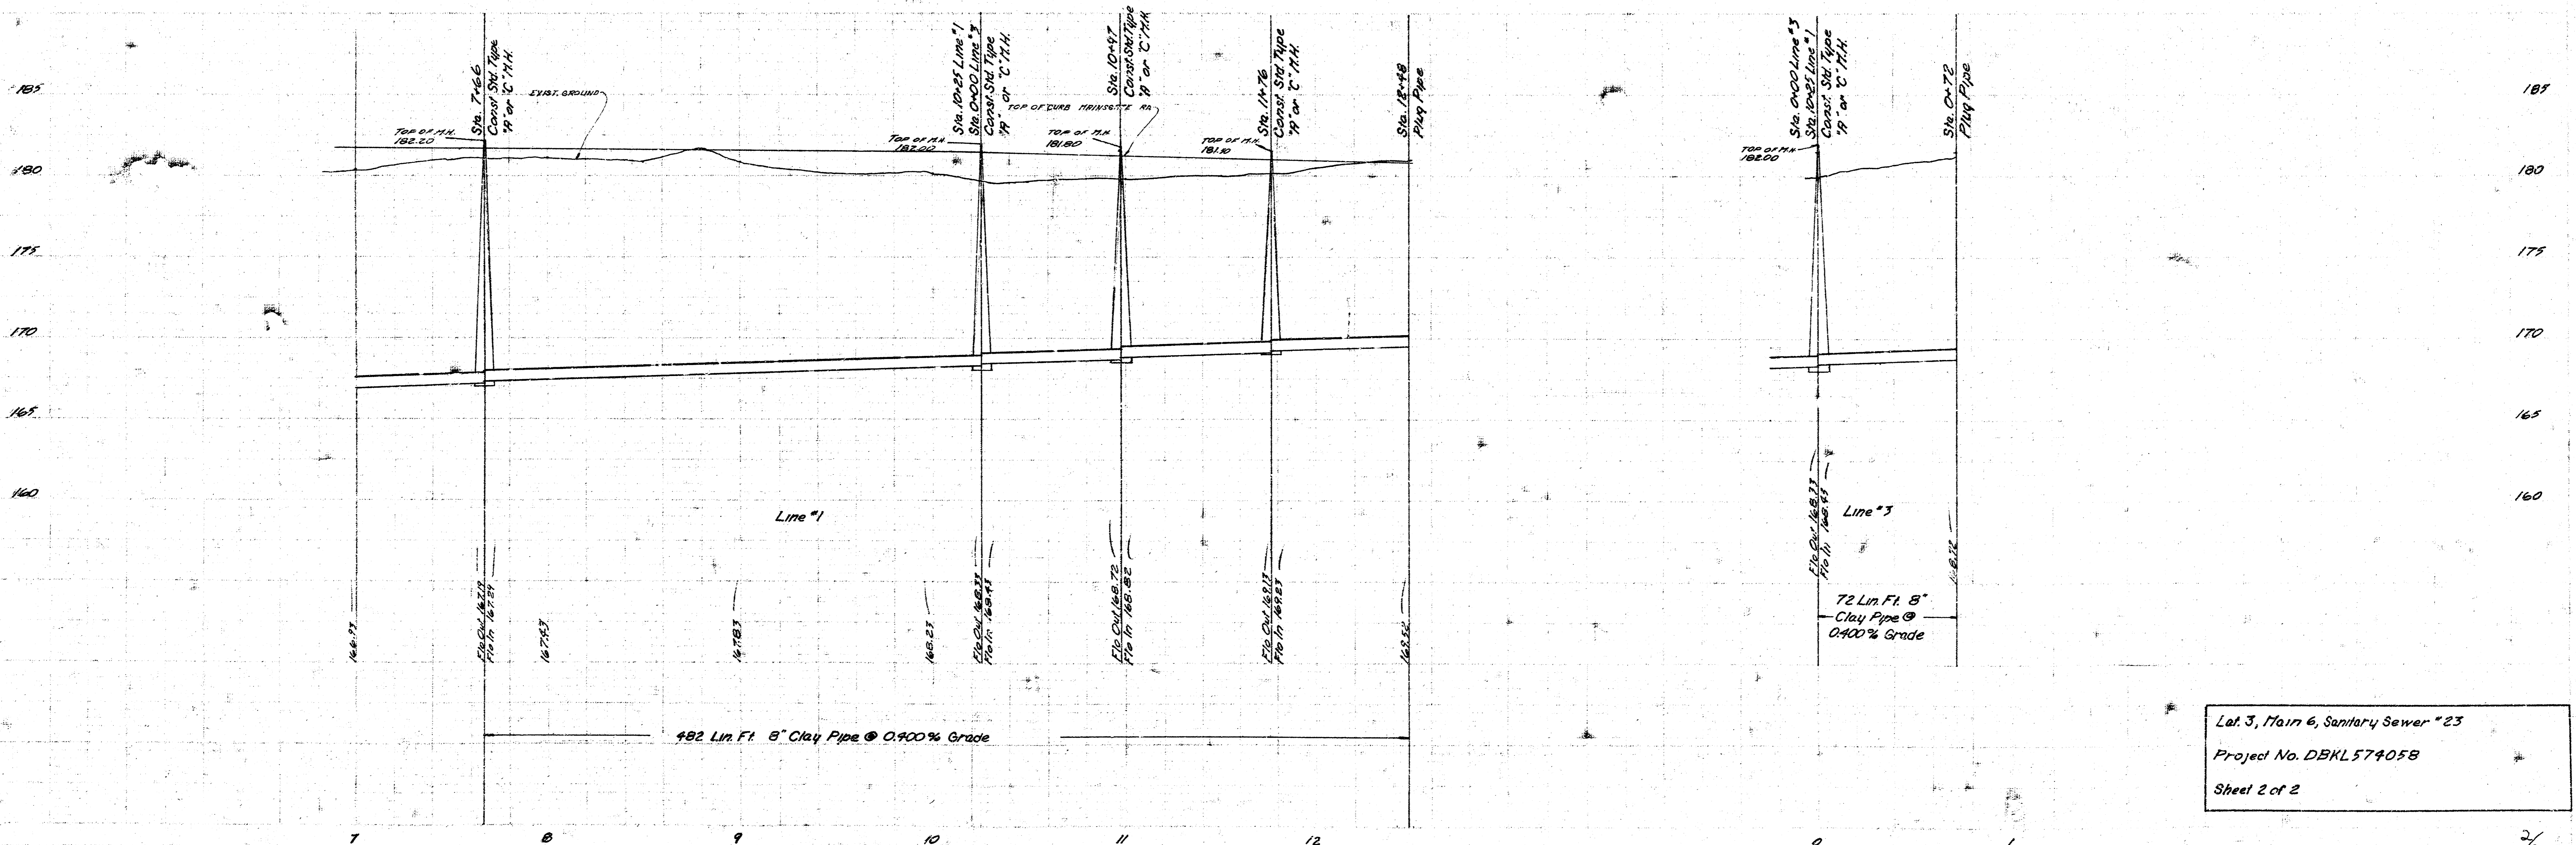 185
180
175
170
165
160
Sta. 7+66
Const. Std. Type
"A" or "C" M.H.
EXIST. GROUND
TOP OF M.H.
182.20
Sta. 10+25 Line #1
Sta. 0+00 Line #3
Const. Std. Type
"A" or "C" M.H.
TOP OF M.H.
182.00
Sta. 10+97
Const. Std. Type
"A" or "C" M.H.
TOP OF CURB
TOP OF M.H.
181.80
Sta. 11+76
Const. Std. Type
"A" or "C" M.H.
TOP OF M.H.
Sta. 12+48
Plug Pipe
Sta. 0+00 Line #3
Sta. 10+25 Line #1
Const. Std. Type
"A" or "C" M.H.
TOP OF M.H.
182.00
Sta. 0+72
Plug Pipe
185
180
175
170
165
160
Line #1
Line #3
166.93
Flo Out 167.19
Flo In 167.29
167.43
167.83
168.23
Flo Out 168.33
Flo In 168.43
Flo Out 168.72
Flo In 168.82
Flo Out 169.13
Flo In 169.23
169.52
Flo Out 168.33
Flo In 168.43
72 Lin. Ft. 8"
Clay Pipe @
0.400% Grade
482 Lin. Ft. 8" Clay Pipe @ 0.400% Grade
Lat. 3, Main 6, Sanitary Sewer #23
Project No. DBKL574058
Sheet 2 of 2
7 8 9 10 11 12 0 1